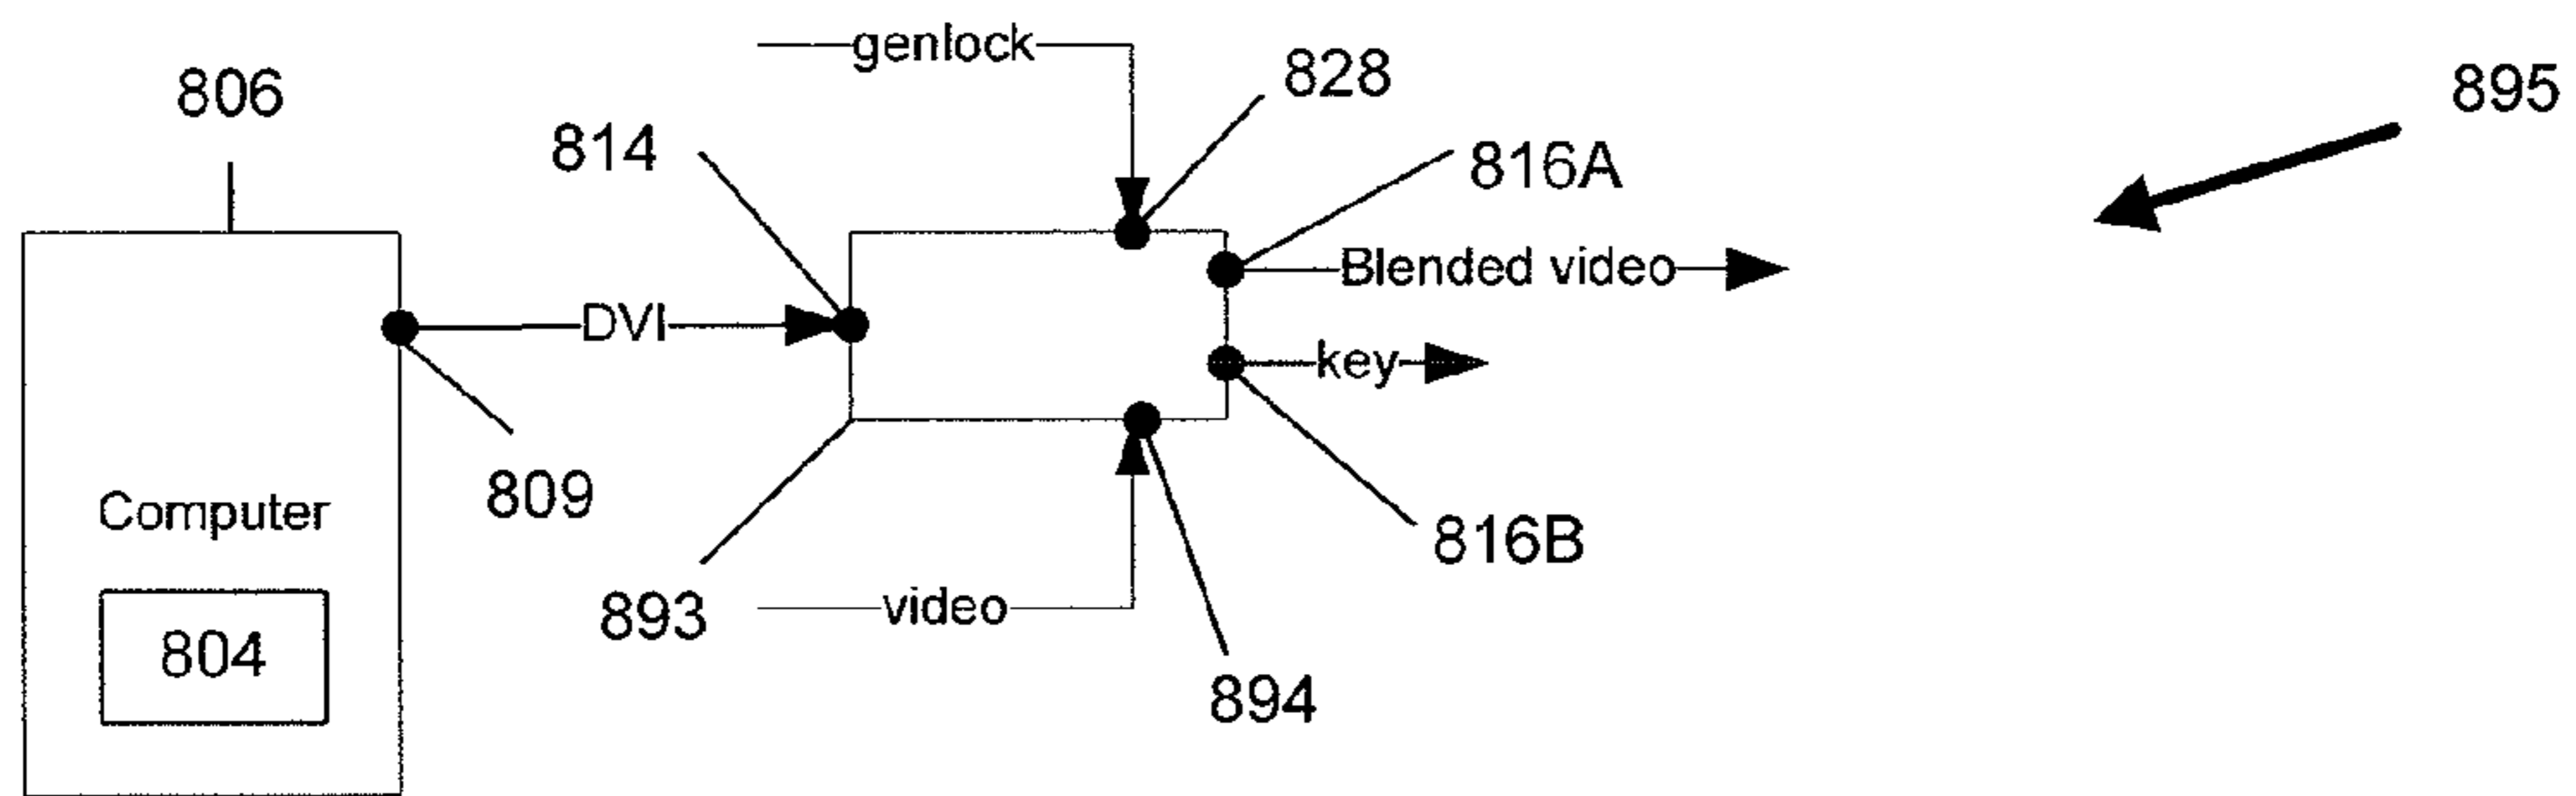 genlock
828
895
806
814
816A
Blended video
DVI
key
809
Computer
816B
893
video
804
894